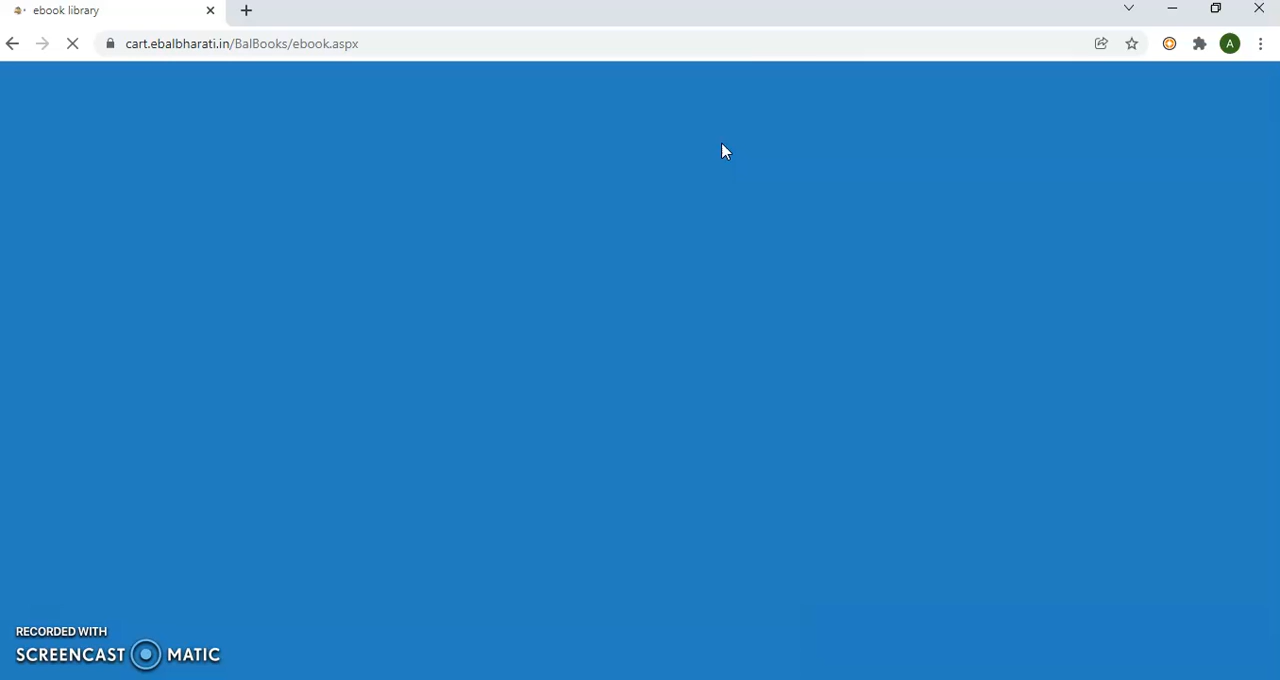 ebook library
cart.ebalbharati.in/BalBooks/ebook.aspx
A
RECORDED WITH
SCREENCAST MATIC